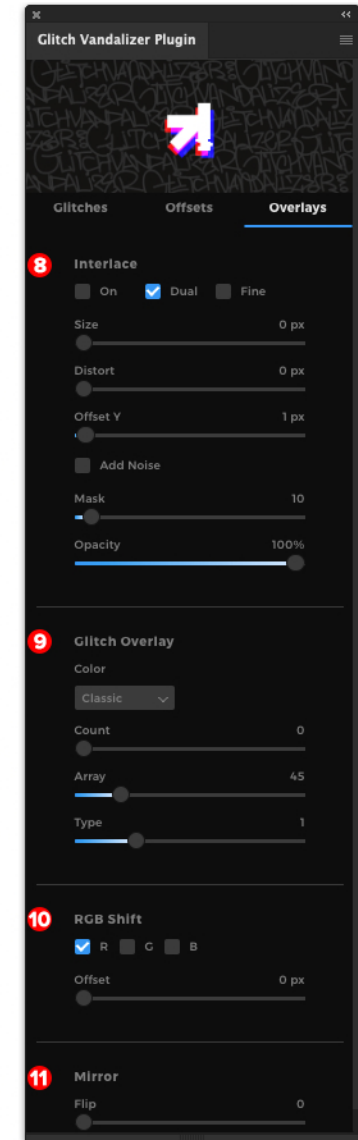 Glitch Vandalizer Plugin
Glitches Offsets Overlays
8 Interlace
On Dual Fine
Size 0 px
Distort 0 px
Offset Y 1 px
Add Noise
Mask 10
Opacity 100%
9 Glitch Overlay
Color
Classic
Count 0
Array 45
Type 1
10 RGB Shift
R G B
Offset 0 px
11 Mirror
Flip 0